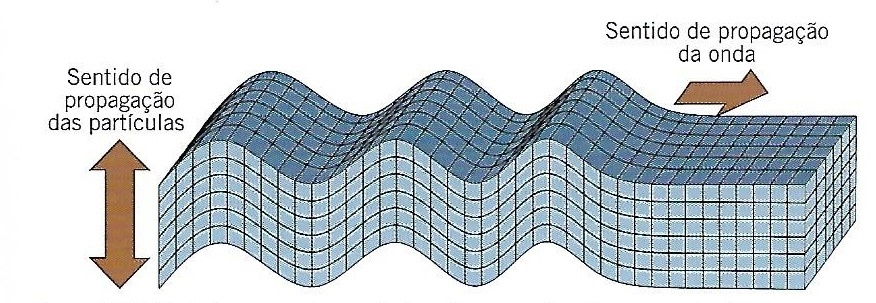 Sentido de propagação
da onda
Sentido de
propagação
das partículas